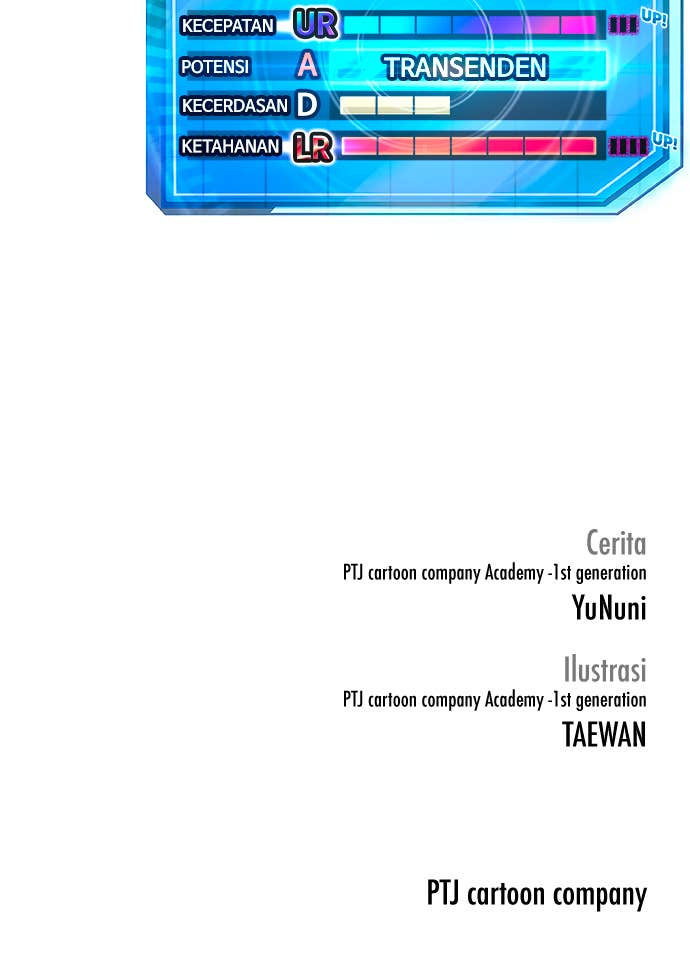 KECEPATAN UR UP!
POTENSI A TRANSENDEN
KECERDASAN D
KETAHANAN LR UP!
Cerita
PTJ cartoon company Academy -1st generation
YuNuni
Ilustrasi
PTJ cartoon company Academy -1st generation
TAEWAN
PTJ cartoon company